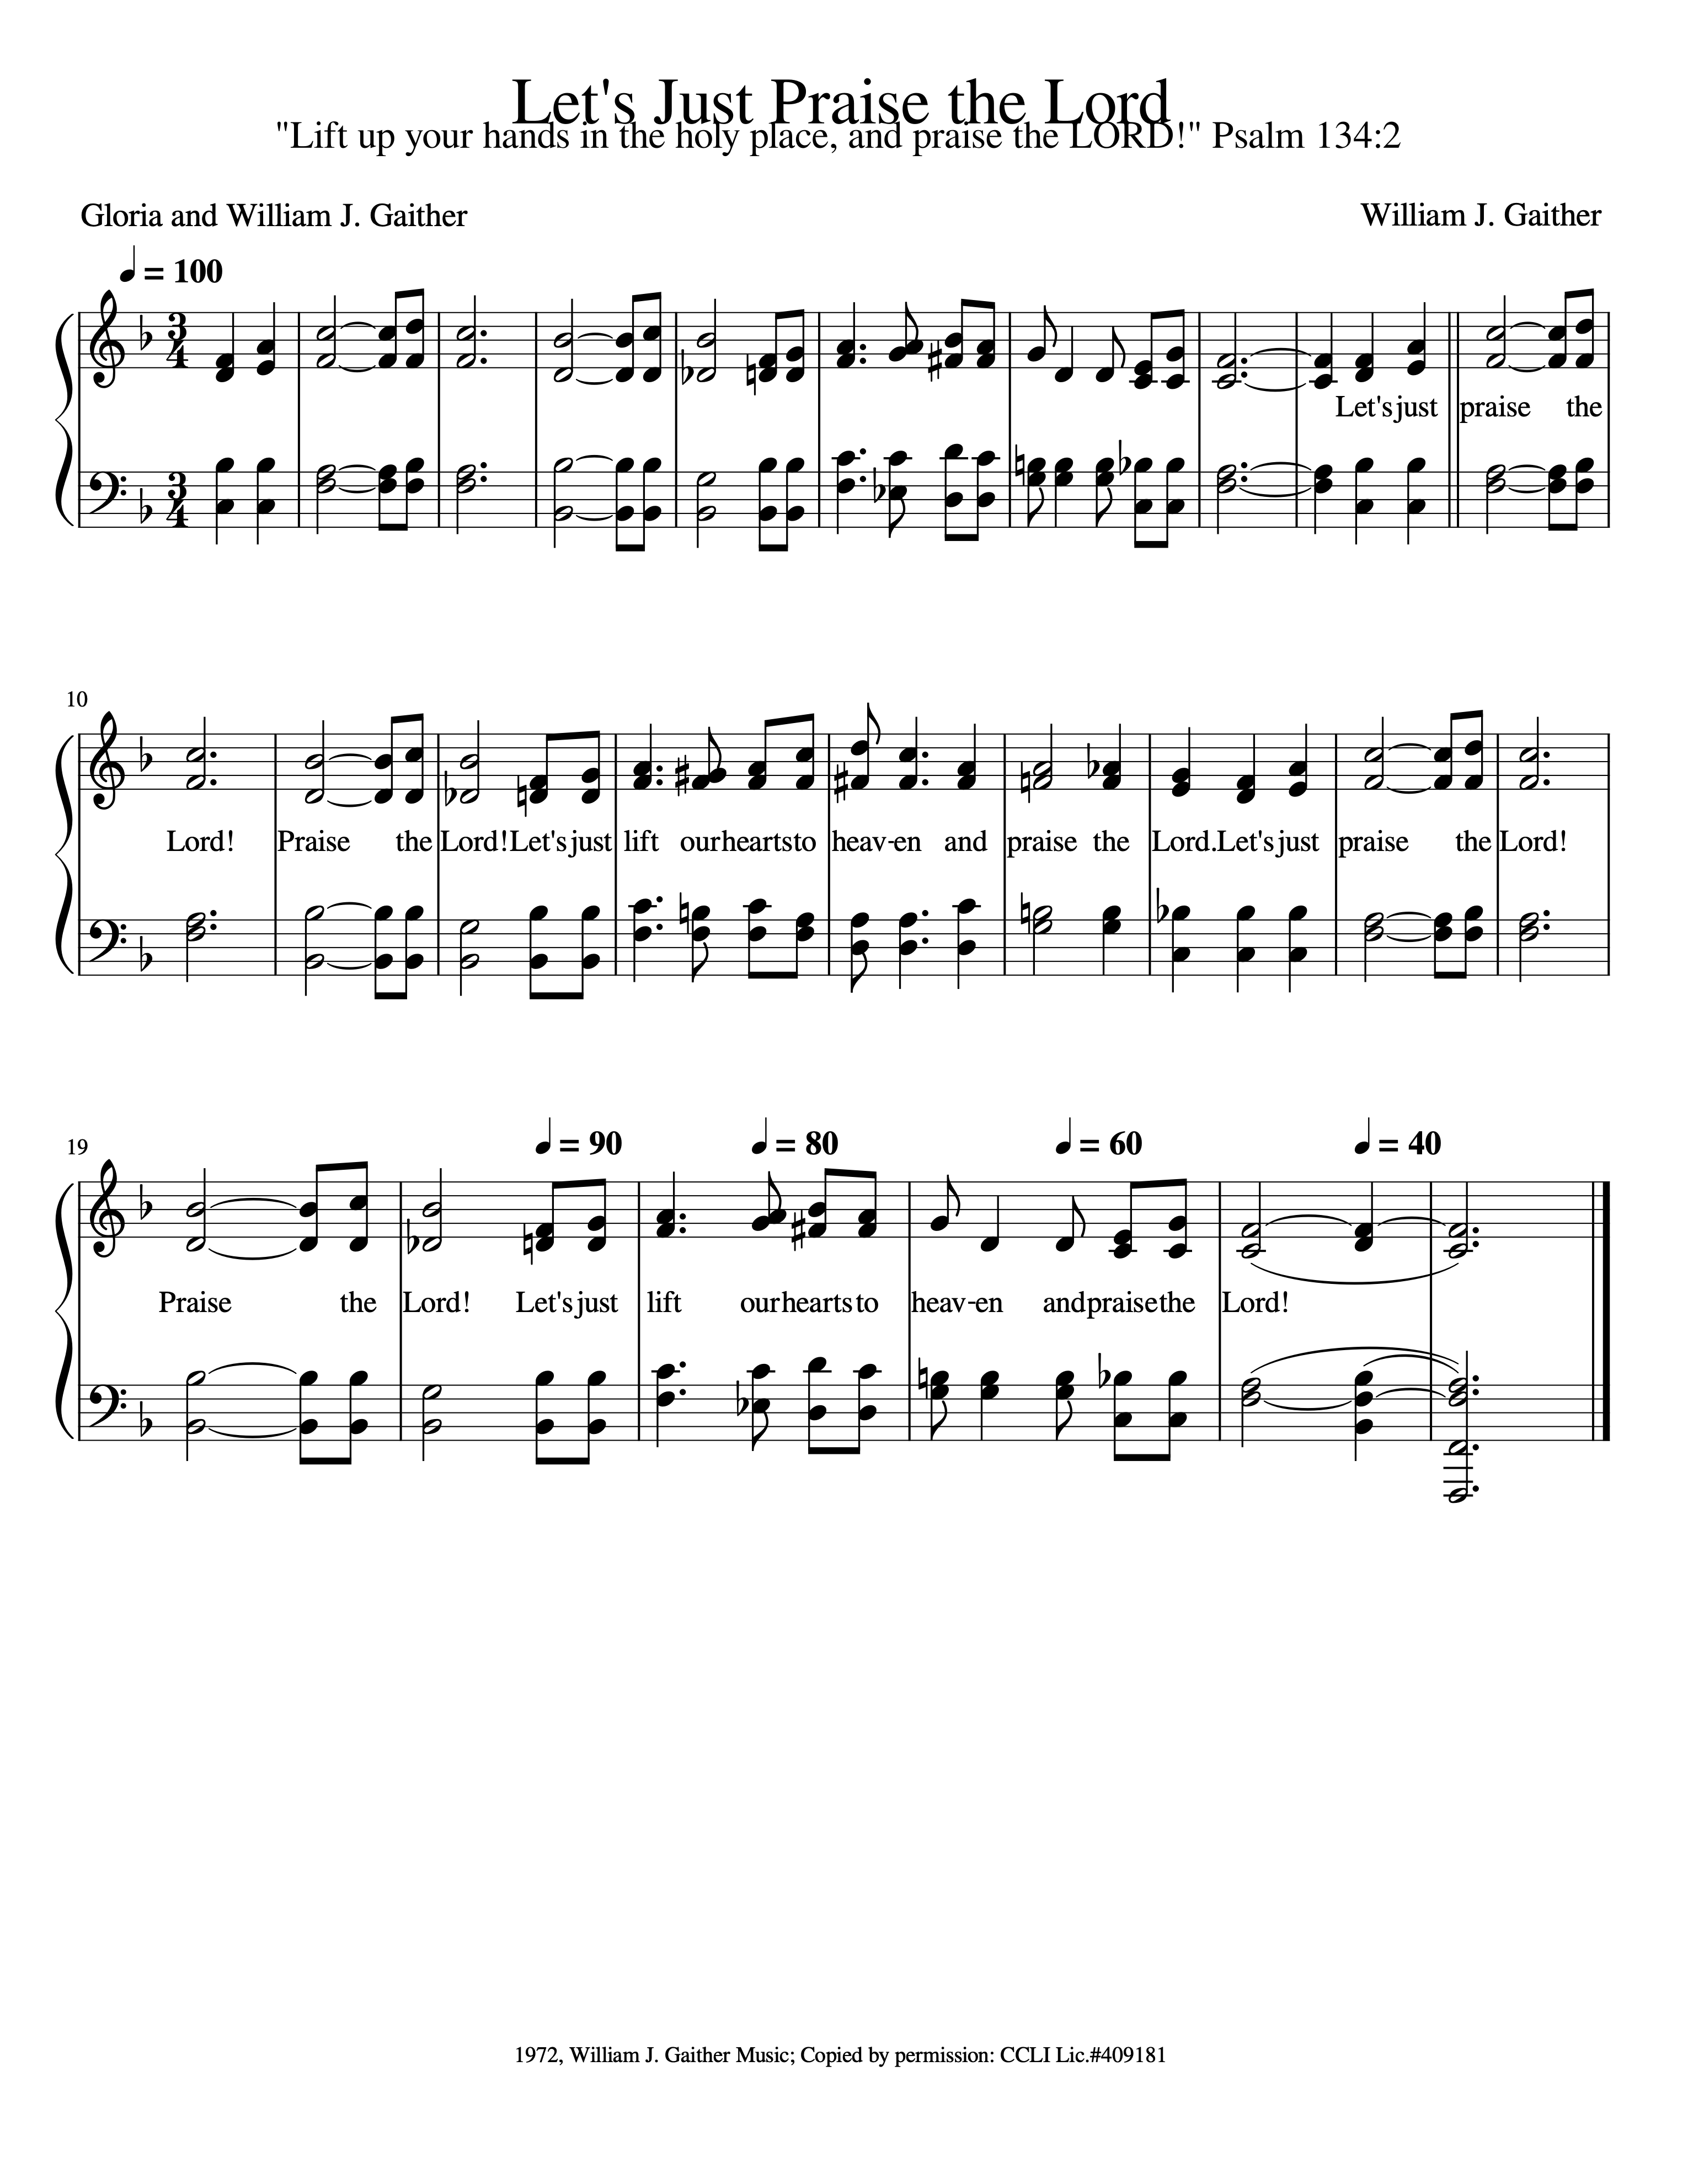 Let's Just Praise the Lord
"Lift up your hands in the holy place, and praise the LORD!" Psalm 134:2
Gloria and William J. Gaither
William J. Gaither
= 100
3
4
Let's just praise the
3
4
10
Lord! Praise the Lord! Let's just lift our hearts to heav-en and praise the Lord. Let's just praise the Lord!
19
= 90 = 80 = 60 = 40
Praise the Lord! Let's just lift our hearts to heav-en and praise the Lord!
1972, William J. Gaither Music; Copied by permission: CCLI Lic.#409181